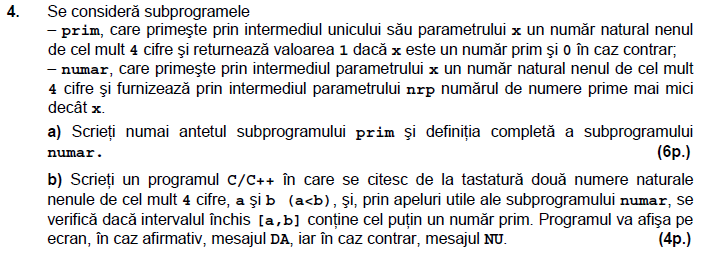 4. Se consideră subprogramele
– prim, care primeşte prin intermediul unicului său parametrului x un număr natural nenul
de cel mult 4 cifre şi returnează valoarea 1 dacă x este un număr prim şi 0 în caz contrar;
– numar, care primeşte prin intermediul parametrului x un număr natural nenul de cel mult
4 cifre şi furnizează prin intermediul parametrului nrp numărul de numere prime mai mici
decât x.
a) Scrieţi numai antetul subprogramului prim şi definiţia completă a subprogramului
numar. (6p.)
b) Scrieţi un programul C/C++ în care se citesc de la tastatură două numere naturale
nenule de cel mult 4 cifre, a şi b (a<b), şi, prin apeluri utile ale subprogramului numar, se
verifică dacă intervalul închis [a,b] conţine cel puţin un număr prim. Programul va afişa pe
ecran, în caz afirmativ, mesajul DA, iar în caz contrar, mesajul NU. (4p.)